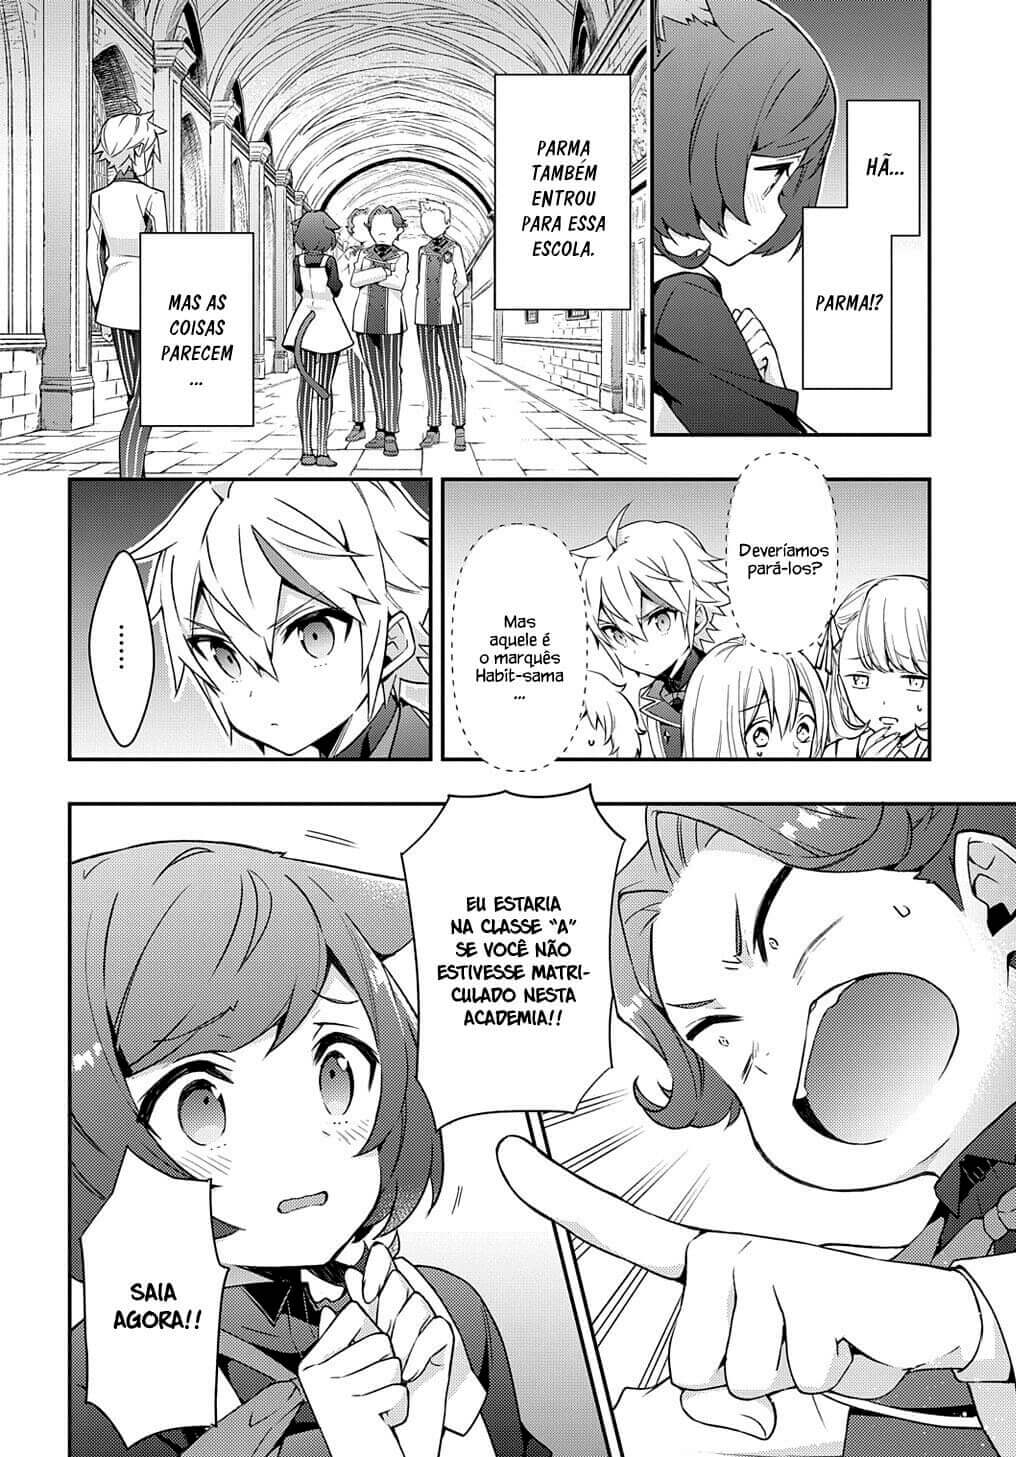 HÃ...
PARMA!?
PARMA
TAMBÉM
ENTROU
PARA ESSA
ESCOLA.
MAS AS
COISAS
PARECEM
...
Deveríamos
pará-los?
Mas
aquele é
o marquês
Habit-sama
...
.......
EU ESTARIA
NA CLASSE "A"
SE VOCÊ NÃO
ESTIVESSE MATRI-
CULADO NESTA
ACADEMIA!!
SAIA
AGORA!!